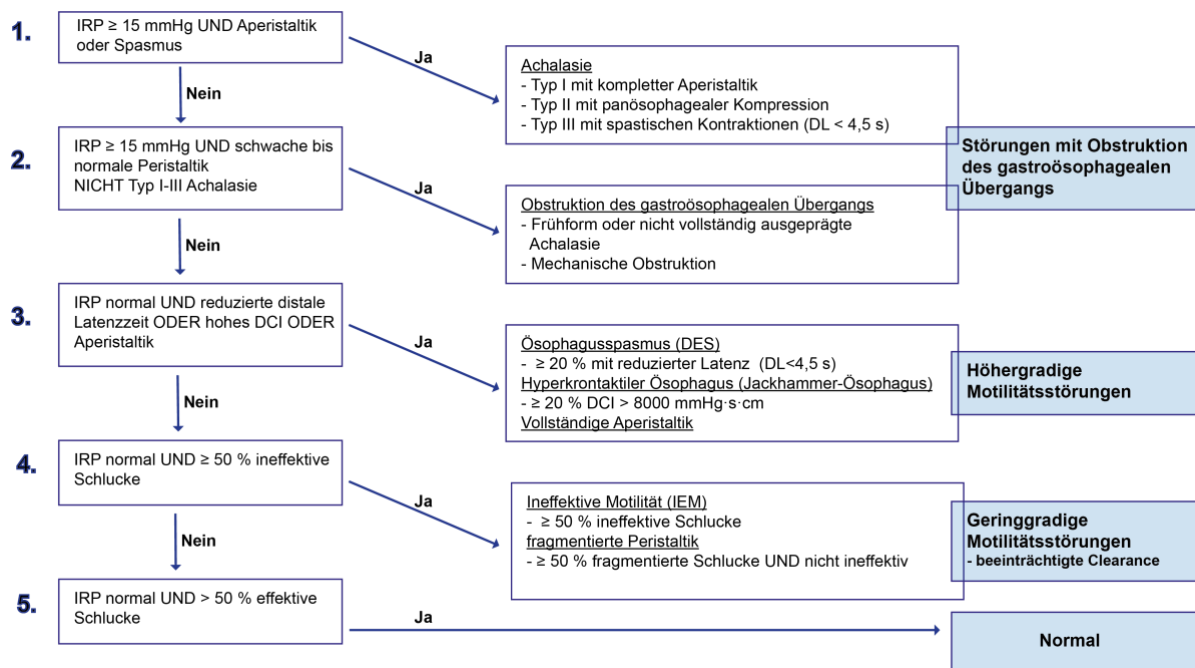 1.
IRP ≥ 15 mmHg UND Aperistaltik
oder Spasmus
Ja
Nein
Achalasie
- Typ I mit kompletter Aperistaltik
- Typ II mit panösophagealer Kompression
- Typ III mit spastischen Kontraktionen (DL < 4,5 s)
2.
IRP ≥ 15 mmHg UND schwache bis
normale Peristaltik
NICHT Typ I-III Achalasie
Ja
Nein
Obstruktion des gastroösophagealen Übergangs
- Frühform oder nicht vollständig ausgeprägte
Achalasie
- Mechanische Obstruktion
Störungen mit Obstruktion
des gastroösophagealen
Übergangs
3.
IRP normal UND reduzierte distale
Latenzzeit ODER hohes DCI ODER
Aperistaltik
Ja
Nein
Ösophagusspasmus (DES)
- ≥ 20 % mit reduzierter Latenz (DL<4,5 s)
Hyperkrontaktiler Ösophagus (Jackhammer-Ösophagus)
- ≥ 20 % DCI > 8000 mmHg·s·cm
Vollständige Aperistaltik
Höhergradige
Motilitätsstörungen
4.
IRP normal UND ≥ 50 % ineffektive
Schlucke
Ja
Nein
Ineffektive Motilität (IEM)
- ≥ 50 % ineffektive Schlucke
fragmentierte Peristaltik
- ≥ 50 % fragmentierte Schlucke UND nicht ineffektiv
Geringgradige
Motilitätsstörungen
- beeinträchtigte Clearance
5.
IRP normal UND > 50 % effektive
Schlucke
Ja
Normal